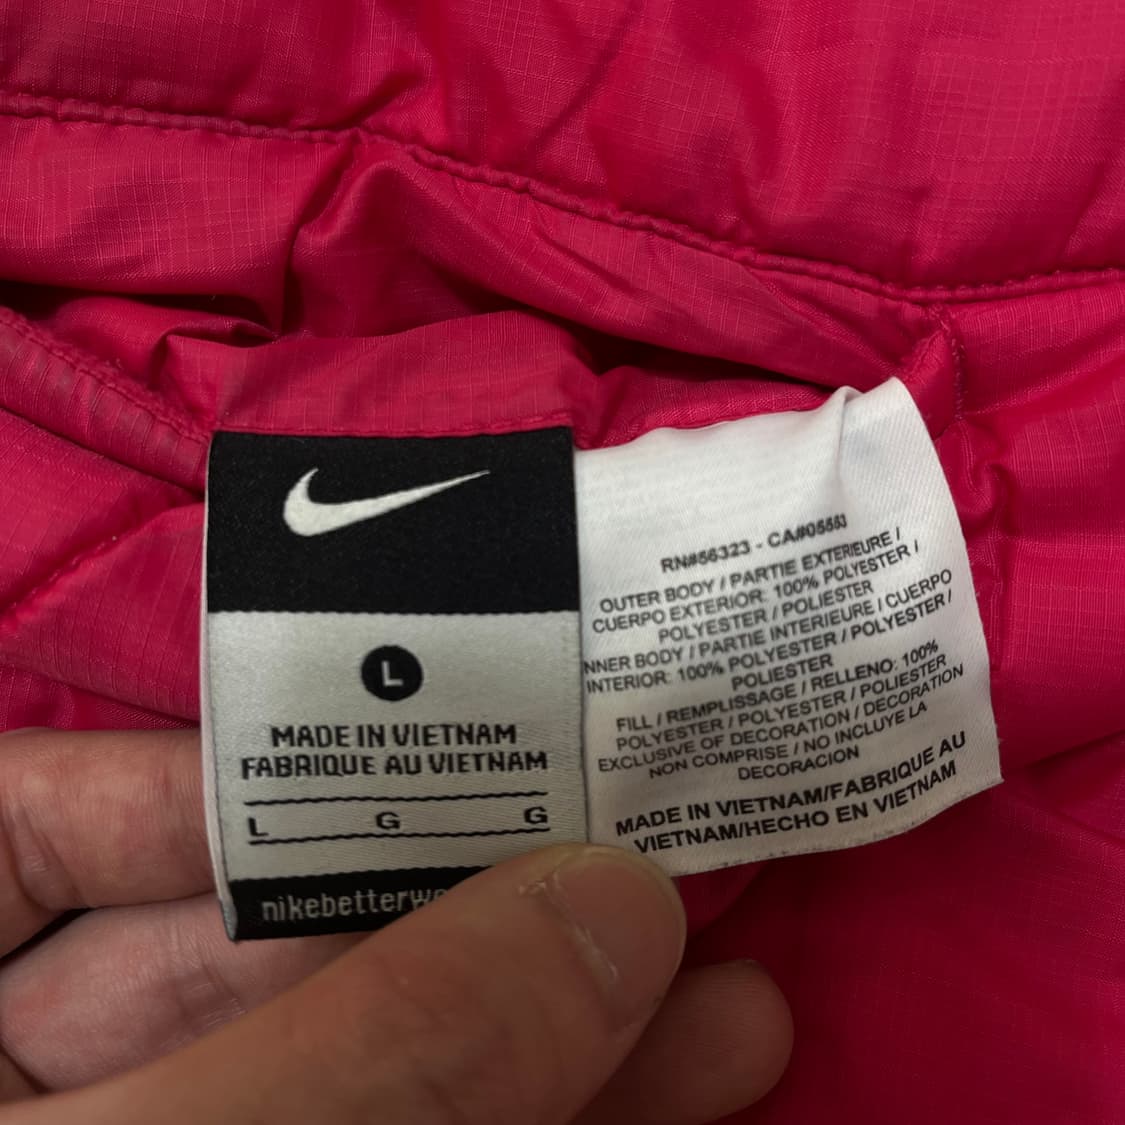 L
MADE IN VIETNAM
FABRIQUE AU VIETNAM
L G G
RN#56323 - CA#05553
OUTER BODY / PARTIE EXTERIEURE /
CUERPO EXTERIOR: 100% POLYESTER /
POLYESTER / POLIESTER
NNER BODY / PARTIE INTERIEURE / CUERPO
INTERIOR: 100% POLYESTER / POLYESTER /
POLIESTER
FILL / REMPLISSAGE / RELLENO: 100%
POLYESTER / POLYESTER / POLIESTER
EXCLUSIVE OF DECORATION / DECORATION
NON COMPRISE / NO INCLUYE LA
DECORACION
MADE IN VIETNAM/FABRIQUE AU
VIETNAM/HECHO EN VIETNAM